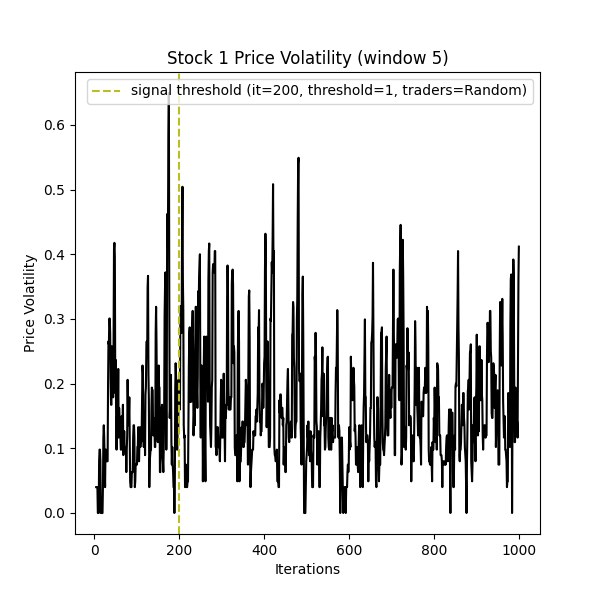 Stock 1 Price Volatility (window 5)
signal threshold (it=200, threshold=1, traders=Random)
Price Volatility
0.6
0.5
0.4
0.3
0.2
0.1
0.0
0 200 400 600 800 1000
Iterations